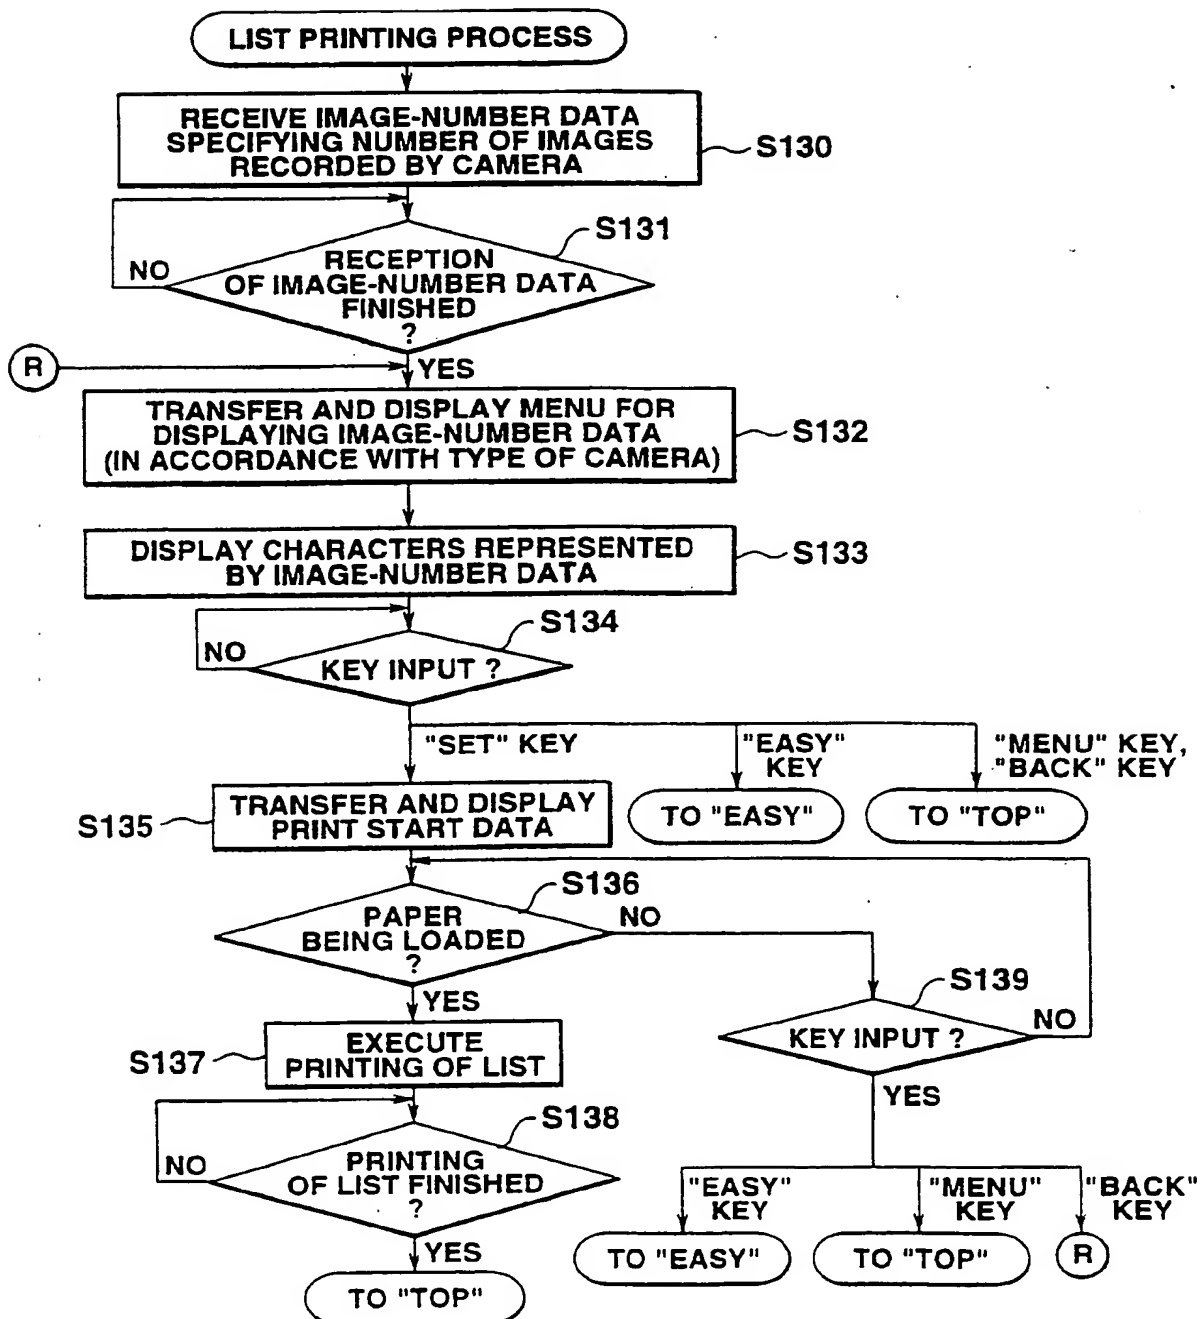 LIST PRINTING PROCESS
RECEIVE IMAGE-NUMBER DATA
SPECIFYING NUMBER OF IMAGES
RECORDED BY CAMERA
S130
S131
RECEPTION
OF IMAGE-NUMBER DATA
FINISHED
?
NO
R
YES
TRANSFER AND DISPLAY MENU FOR
DISPLAYING IMAGE-NUMBER DATA
(IN ACCORDANCE WITH TYPE OF CAMERA)
S132
DISPLAY CHARACTERS REPRESENTED
BY IMAGE-NUMBER DATA
S133
S134
NO
KEY INPUT ?
"SET" KEY
"EASY"
KEY
"MENU" KEY,
"BACK" KEY
TO "EASY"
TO "TOP"
S135
TRANSFER AND DISPLAY
PRINT START DATA
S136
PAPER
BEING LOADED
?
NO
YES
S139
KEY INPUT ?
NO
YES
S137
EXECUTE
PRINTING OF LIST
S138
NO
PRINTING
OF LIST FINISHED
?
YES
TO "TOP"
"EASY"
KEY
"MENU"
KEY
"BACK"
KEY
TO "EASY"
TO "TOP"
R